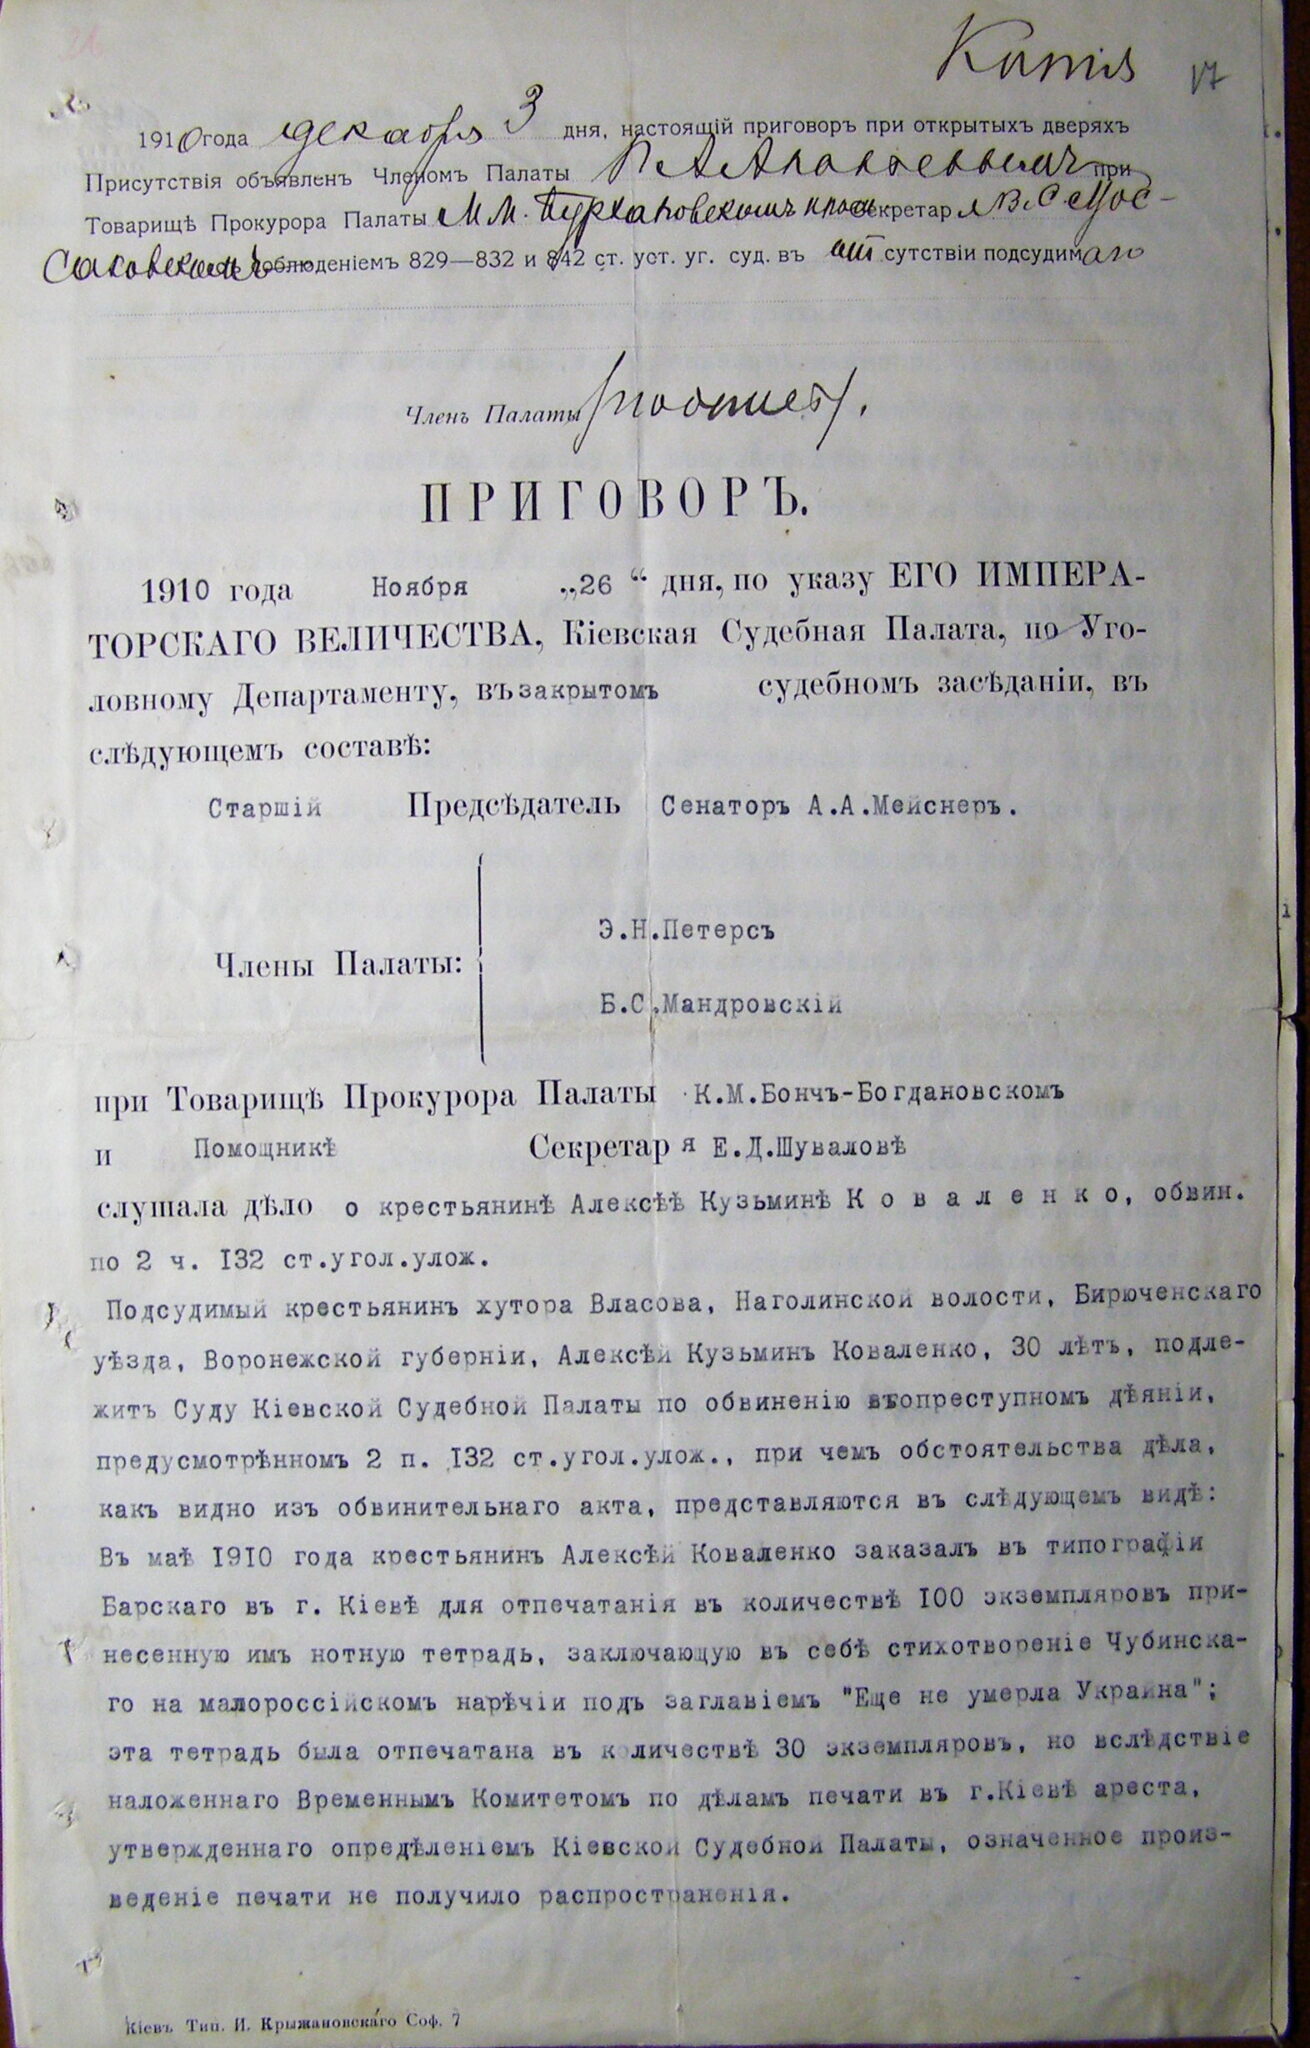 Копія
17
1910 года декабря 3 дня, настоящій приговоръ при открытыхъ дверяхъ
Присутствія объявленъ Членомъ Палаты при
Товарищѣ Прокурора Палаты М М. секретар В. С.
соблюденіемъ 829—832 и 842 ст. уст. уг. суд. въ отсутствіи подсудимаго
Членъ Палаты
ПРИГОВОРЪ.
1910 года Ноября „26 “ дня, по указу ЕГО ИМПЕРА-
ТОРСКАГО ВЕЛИЧЕСТВА, Кіевская Судебная Палата, по Уго-
ловному Департаменту, въ закрытомъ судебномъ засѣданіи, въ
слѣдующемъ составѣ:
Старшій Предсѣдатель Сенаторъ А.А.Мейснеръ.
Э.Н.Петерсъ
Члены Палаты:
Б.С.Мандровскій
при Товарищѣ Прокурора Палаты К.М.Бончъ-Богдановскомъ
и Помощникѣ Секретаря Е.Д.Шуваловѣ
слушала дѣло о крестьянинѣ Алексѣѣ Кузьминѣ К о в а л е н к о, обвин.
по 2 ч. I32 ст.угол.улож.
Подсудимый крестьянинъ хутора Власова, Наголинской волости, Бирюченскаго
уѣзда, Воронежской губерніи, Алексѣй Кузьминъ Коваленко, 30 лѣтъ, подле-
житъ Суду Кіевской Судебной Палаты по обвиненію въ преступномъ дѣяніи,
предусмотрѣнномъ 2 п. I32 ст.угол.улож., при чемъ обстоятельства дѣла,
какъ видно изъ обвинительнаго акта, представляются въ слѣдующемъ видѣ:
Въ маѣ I9I0 года крестьянинъ Алексѣй Коваленко заказалъ въ типографіи
Барскаго въ г. Кіевѣ для отпечатанія въ количествѣ I00 экземпляровъ при-
несенную имъ нотную тетрадь, заключающую въ себѣ стихотвореніе Чубинска-
го на малороссійскомъ нарѣчіи подъ заглавіемъ "Еще не умерла Украина";
эта тетрадь была отпечатана въ количествѣ 30 экземпляровъ, но вслѣдствіе
наложеннаго Временнымъ Комитетомъ по дѣламъ печати въ г.Кіевѣ ареста,
утвержденнаго опредѣленіемъ Кіевской Судебной Палаты, означенное произ-
веденіе печати не получило распространенія.
Кіевъ Тип. И. Крыжановскаго Соф. 7